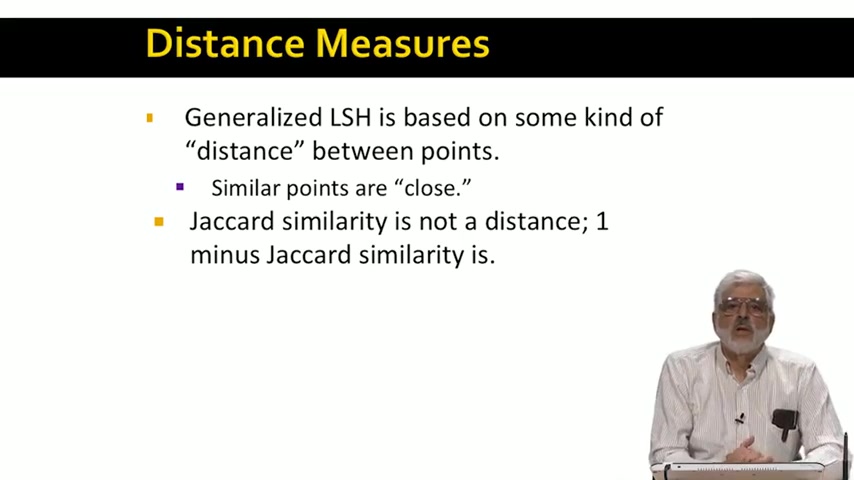 Distance Measures
Generalized LSH is based on some kind of
“distance” between points.
Similar points are “close.”
Jaccard similarity is not a distance; 1
minus Jaccard similarity is.